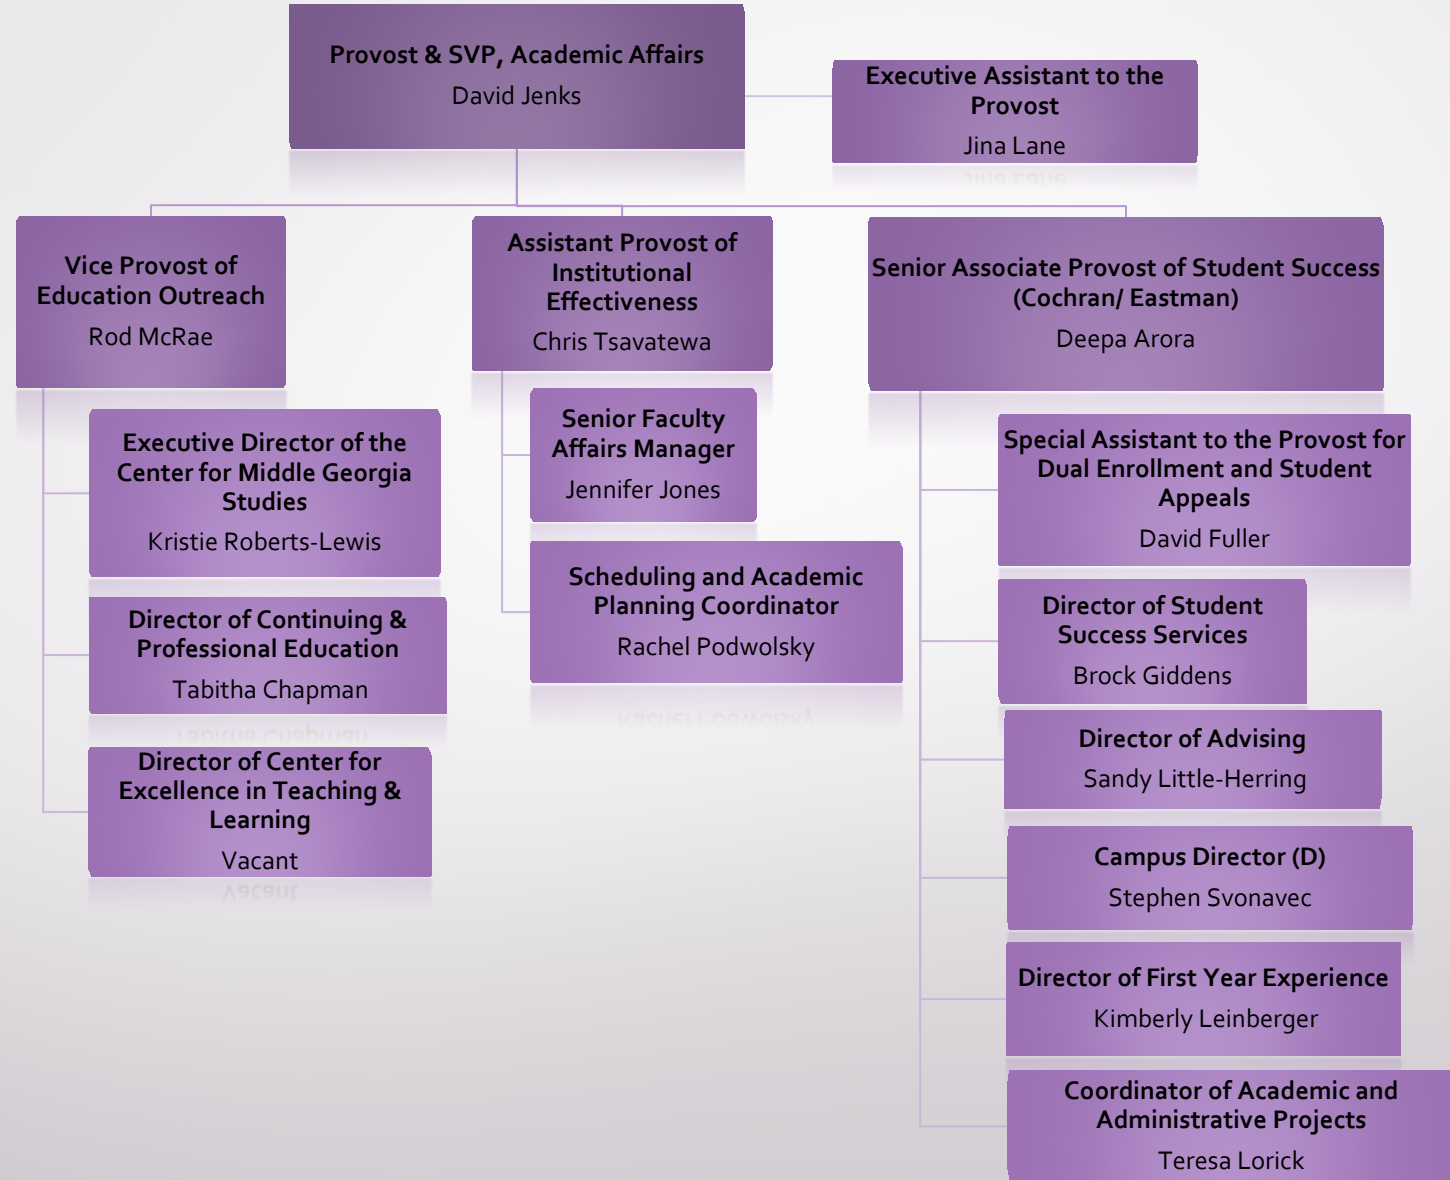 Provost & SVP, Academic Affairs
David Jenks
Executive Assistant to the
Provost
Jina Lane
Vice Provost of
Education Outreach
Rod McRae
Executive Director of the
Center for Middle Georgia
Studies
Kristie Roberts-Lewis
Director of Continuing &
Professional Education
Tabitha Chapman
Director of Center for
Excellence in Teaching &
Learning
Vacant
Assistant Provost of
Institutional
Effectiveness
Chris Tsavatewa
Senior Faculty
Affairs Manager
Jennifer Jones
Scheduling and Academic
Planning Coordinator
Rachel Podwolsky
Senior Associate Provost of Student Success
(Cochran/ Eastman)
Deepa Arora
Special Assistant to the Provost for
Dual Enrollment and Student
Appeals
David Fuller
Director of Student
Success Services
Brock Giddens
Director of Advising
Sandy Little-Herring
Campus Director (D)
Stephen Svonavec
Director of First Year Experience
Kimberly Leinberger
Coordinator of Academic and
Administrative Projects
Teresa Lorick